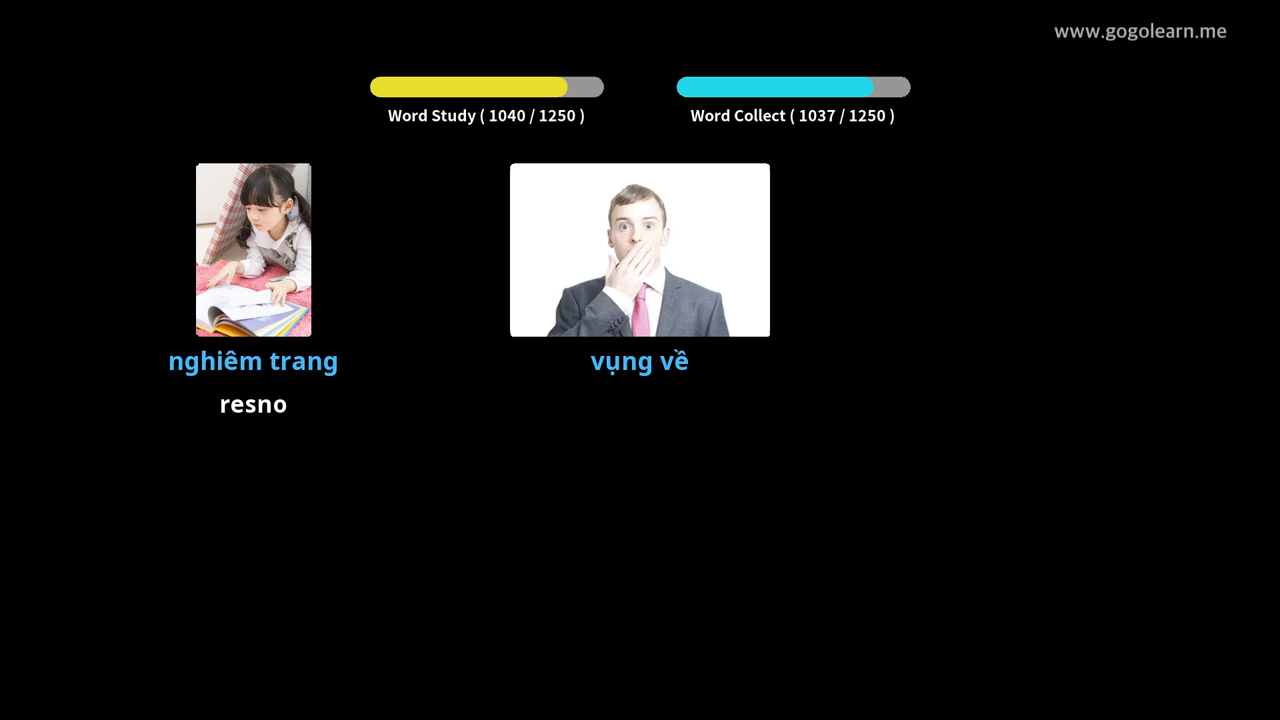 www.gogolearn.me
Word Study ( 1040 / 1250 )
Word Collect ( 1037 / 1250 )
nghiêm trang
vụng về
resno